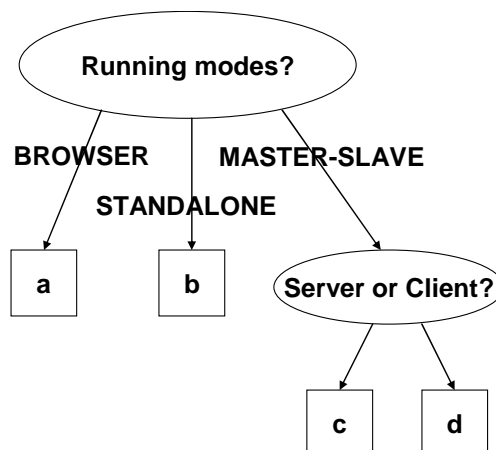 Running modes?
BROWSER
MASTER-SLAVE
STANDALONE
a
b
Server or Client?
c
d